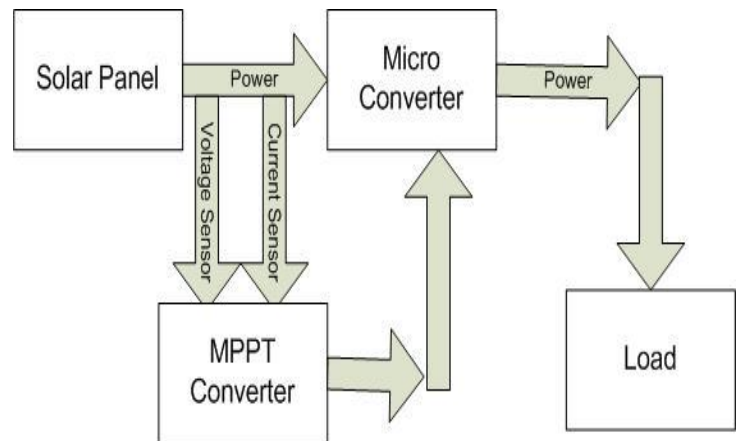 Solar Panel
Power
Micro
Converter
Power
Voltage Sensor
Current Sensor
MPPT
Converter
Load